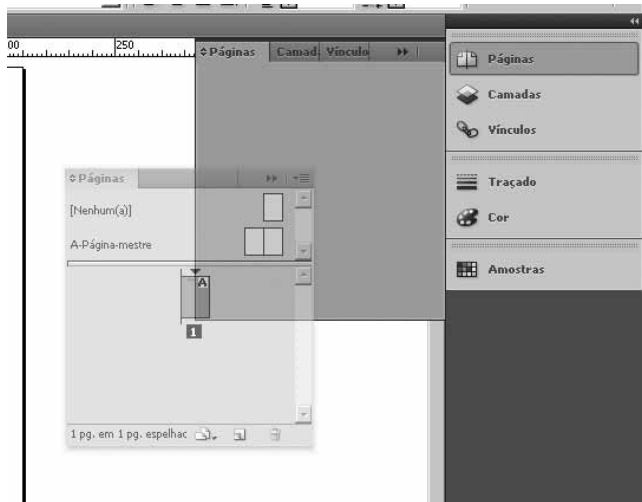 00 250
Páginas Camad Vínculo
Páginas
Camadas
Vínculos
Traçado
Cor
Amostras
Páginas
[Nenhum(a)]
A-Página-mestre
A
1
1 pg. em 1 pg. espelhac